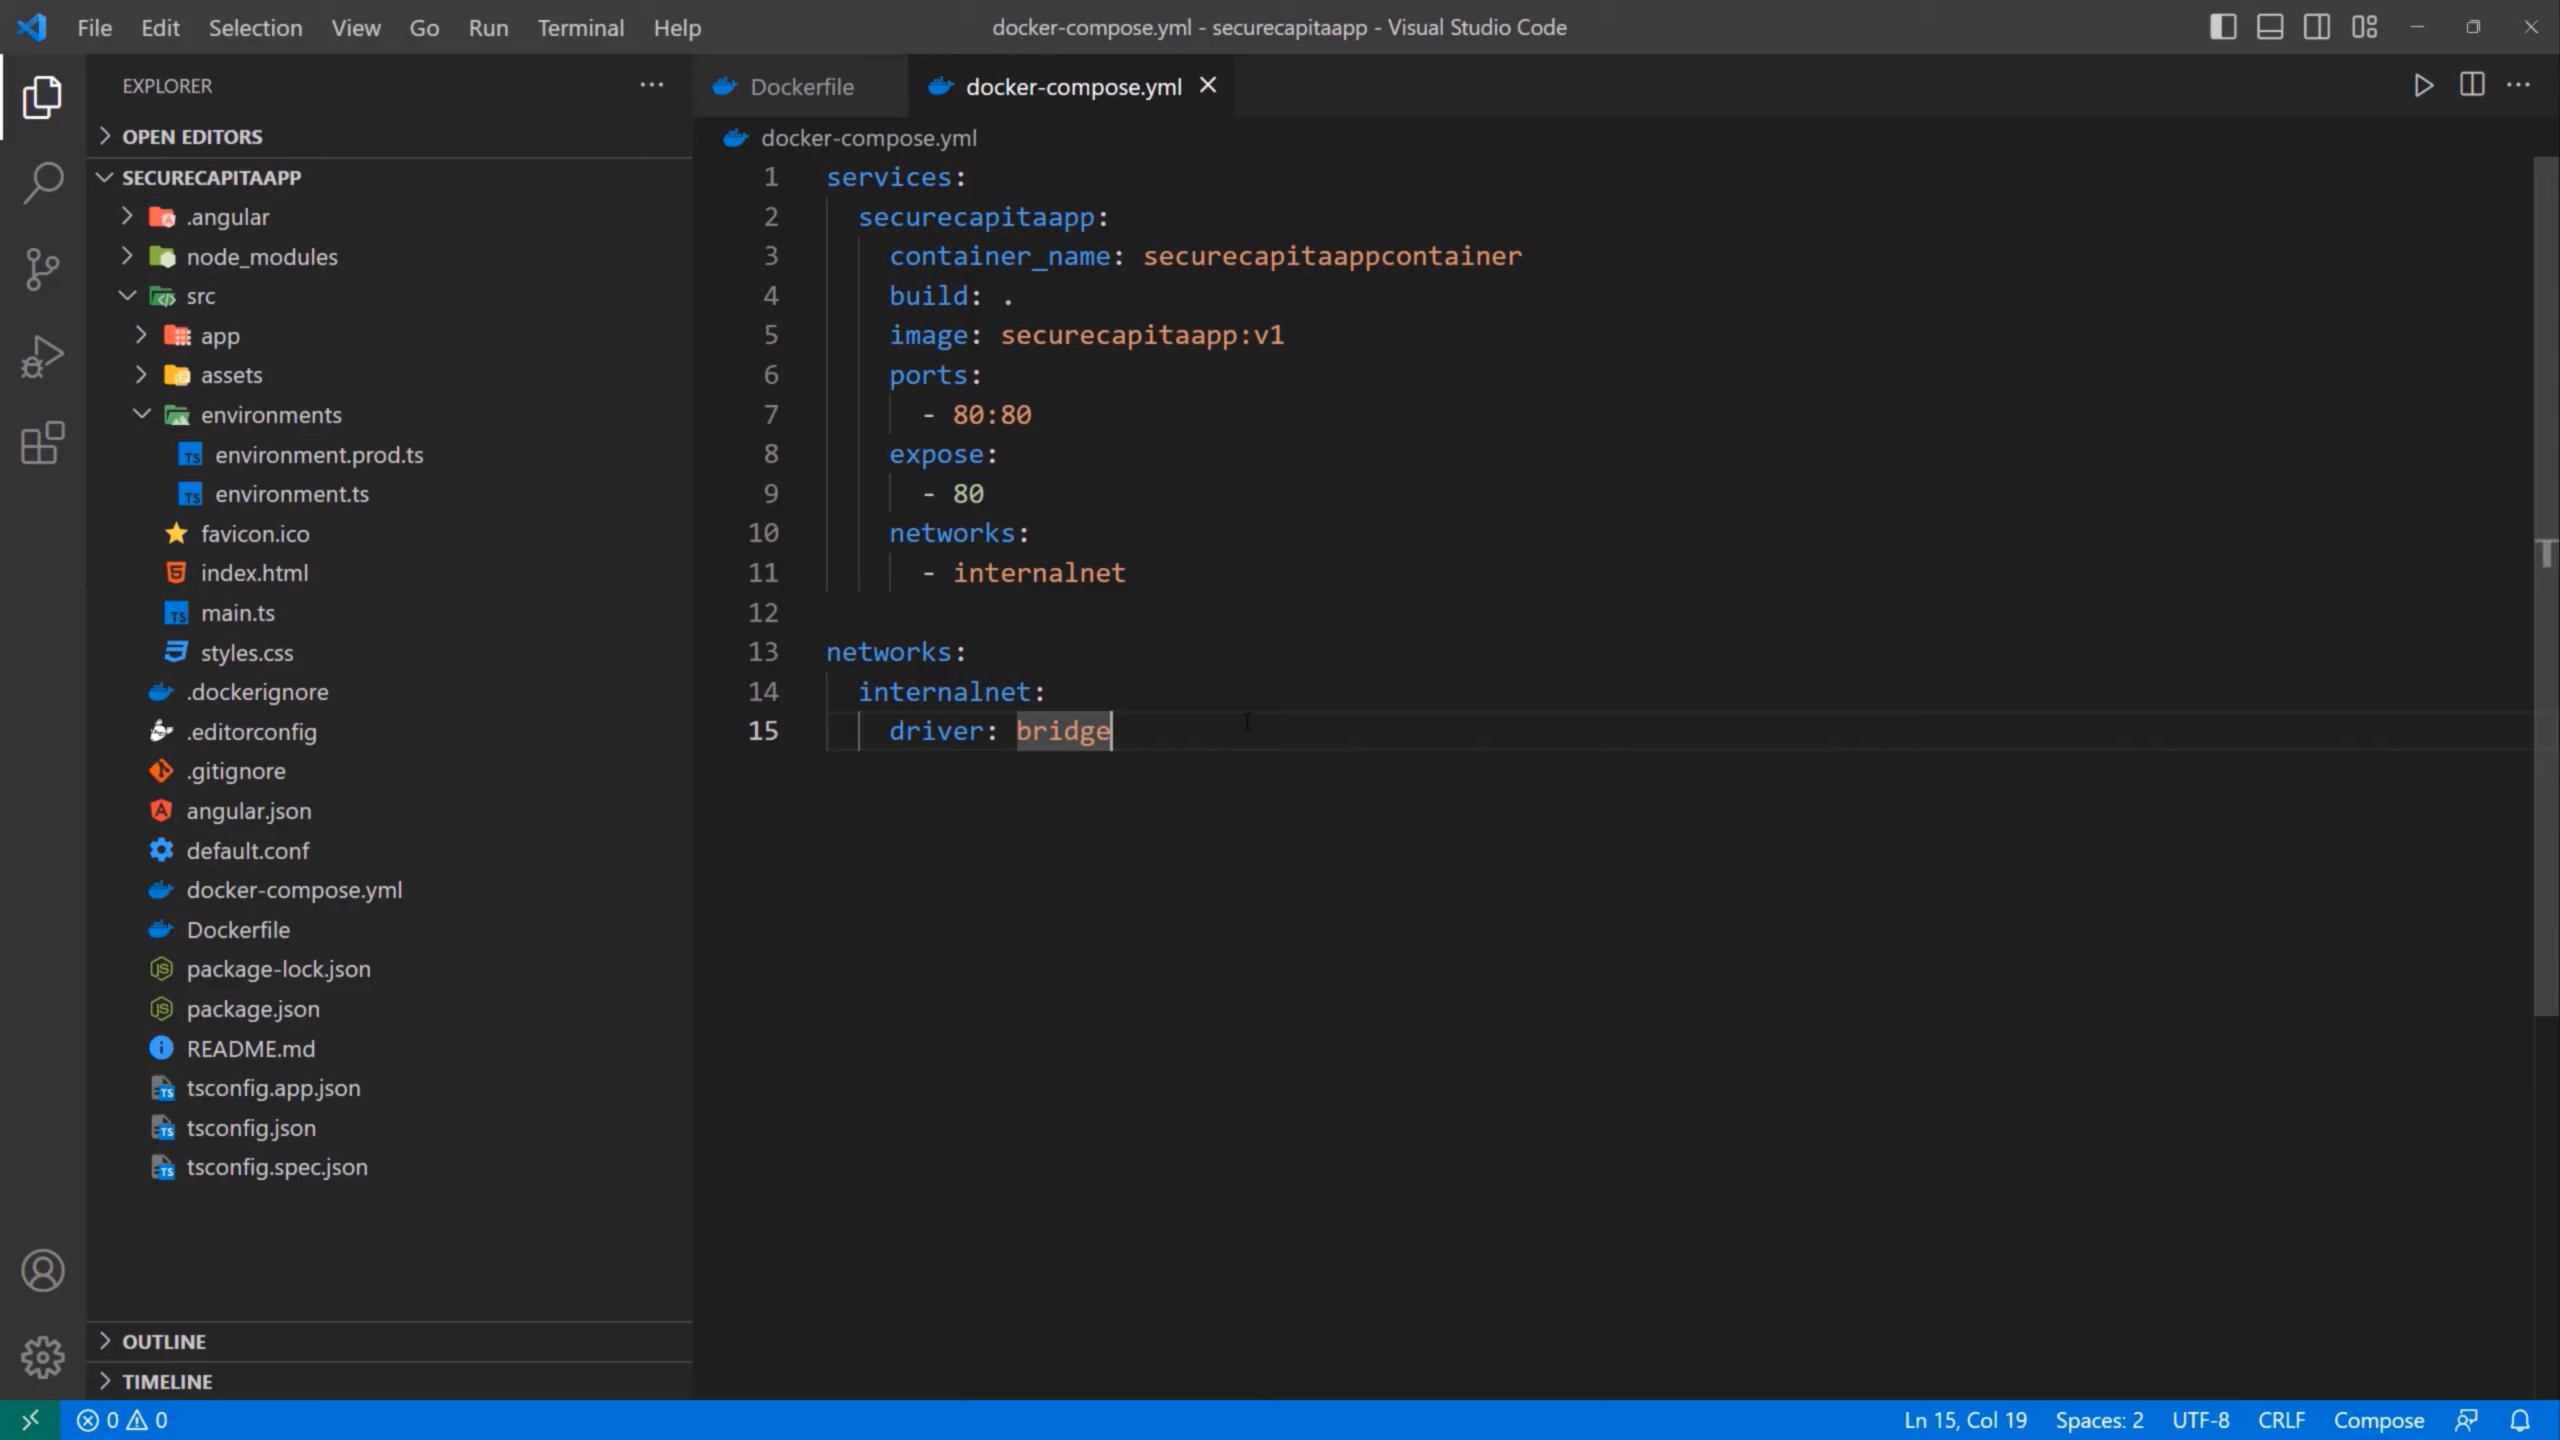 File Edit Selection View Go Run Terminal Help
docker-compose.yml - securecapitaapp - Visual Studio Code
EXPLORER
OPEN EDITORS
SECURECAPITAAPP
.angular
node_modules
src
app
assets
environments
environment.prod.ts
environment.ts
favicon.ico
index.html
main.ts
styles.css
.dockerignore
.editorconfig
.gitignore
angular.json
default.conf
docker-compose.yml
Dockerfile
package-lock.json
package.json
README.md
tsconfig.app.json
tsconfig.json
tsconfig.spec.json
OUTLINE
TIMELINE
Dockerfile docker-compose.yml
docker-compose.yml
1 services:
2   securecapitaapp:
3     container_name: securecapitaappcontainer
4     build: .
5     image: securecapitaapp:v1
6     ports:
7       - 80:80
8     expose:
9       - 80
10     networks:
11       - internalnet
12
13 networks:
14   internalnet:
15     driver: bridge
0 0
Ln 15, Col 19 Spaces: 2 UTF-8 CRLF Compose